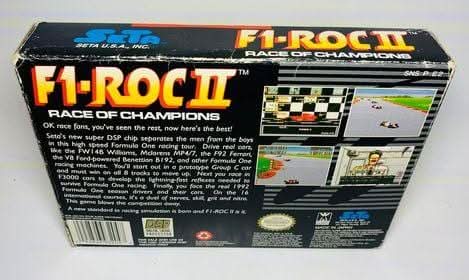 SETA
SETA U.S.A., INC.
F1-ROC II™
RACE OF CHAMPIONS
SNS P E2
F1-ROC II™
RACE OF CHAMPIONS
OK race fans, you've seen the rest, now here's the best!
Seta's new super DSP chip separates the men from the boys
in this high speed Formula One racing tour. Drive real cars,
like the FW14B Williams, Mclarens MP4/7, the F92 Ferrari,
the V8 Ford-powered Benettion B192, and other Formula One
racing machines. You'll start out in a prototype Group C car
and must win on all 8 tracks to move up. Next you race in
F3000 cars to develop the lightning-fast reflexes needed to
survive Formula One racing. Finally, you face the real 1992
Formula One season drivers and their cars. On the 16
international courses, it's a duel of nerves, skill, grit and nitro.
This game blows the competition away.
A new standard in racing simulation is born and F1-ROC II is it.
SETA
MADE IN JAPAN